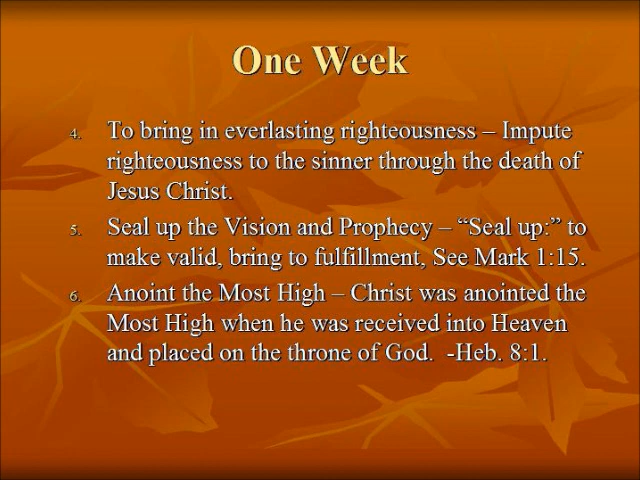 One Week
4. To bring in everlasting righteousness – Impute
righteousness to the sinner through the death of
Jesus Christ.
5. Seal up the Vision and Prophecy – “Seal up:” to
make valid, bring to fulfillment, See Mark 1:15.
6. Anoint the Most High – Christ was anointed the
Most High when he was received into Heaven
and placed on the throne of God.  -Heb. 8:1.